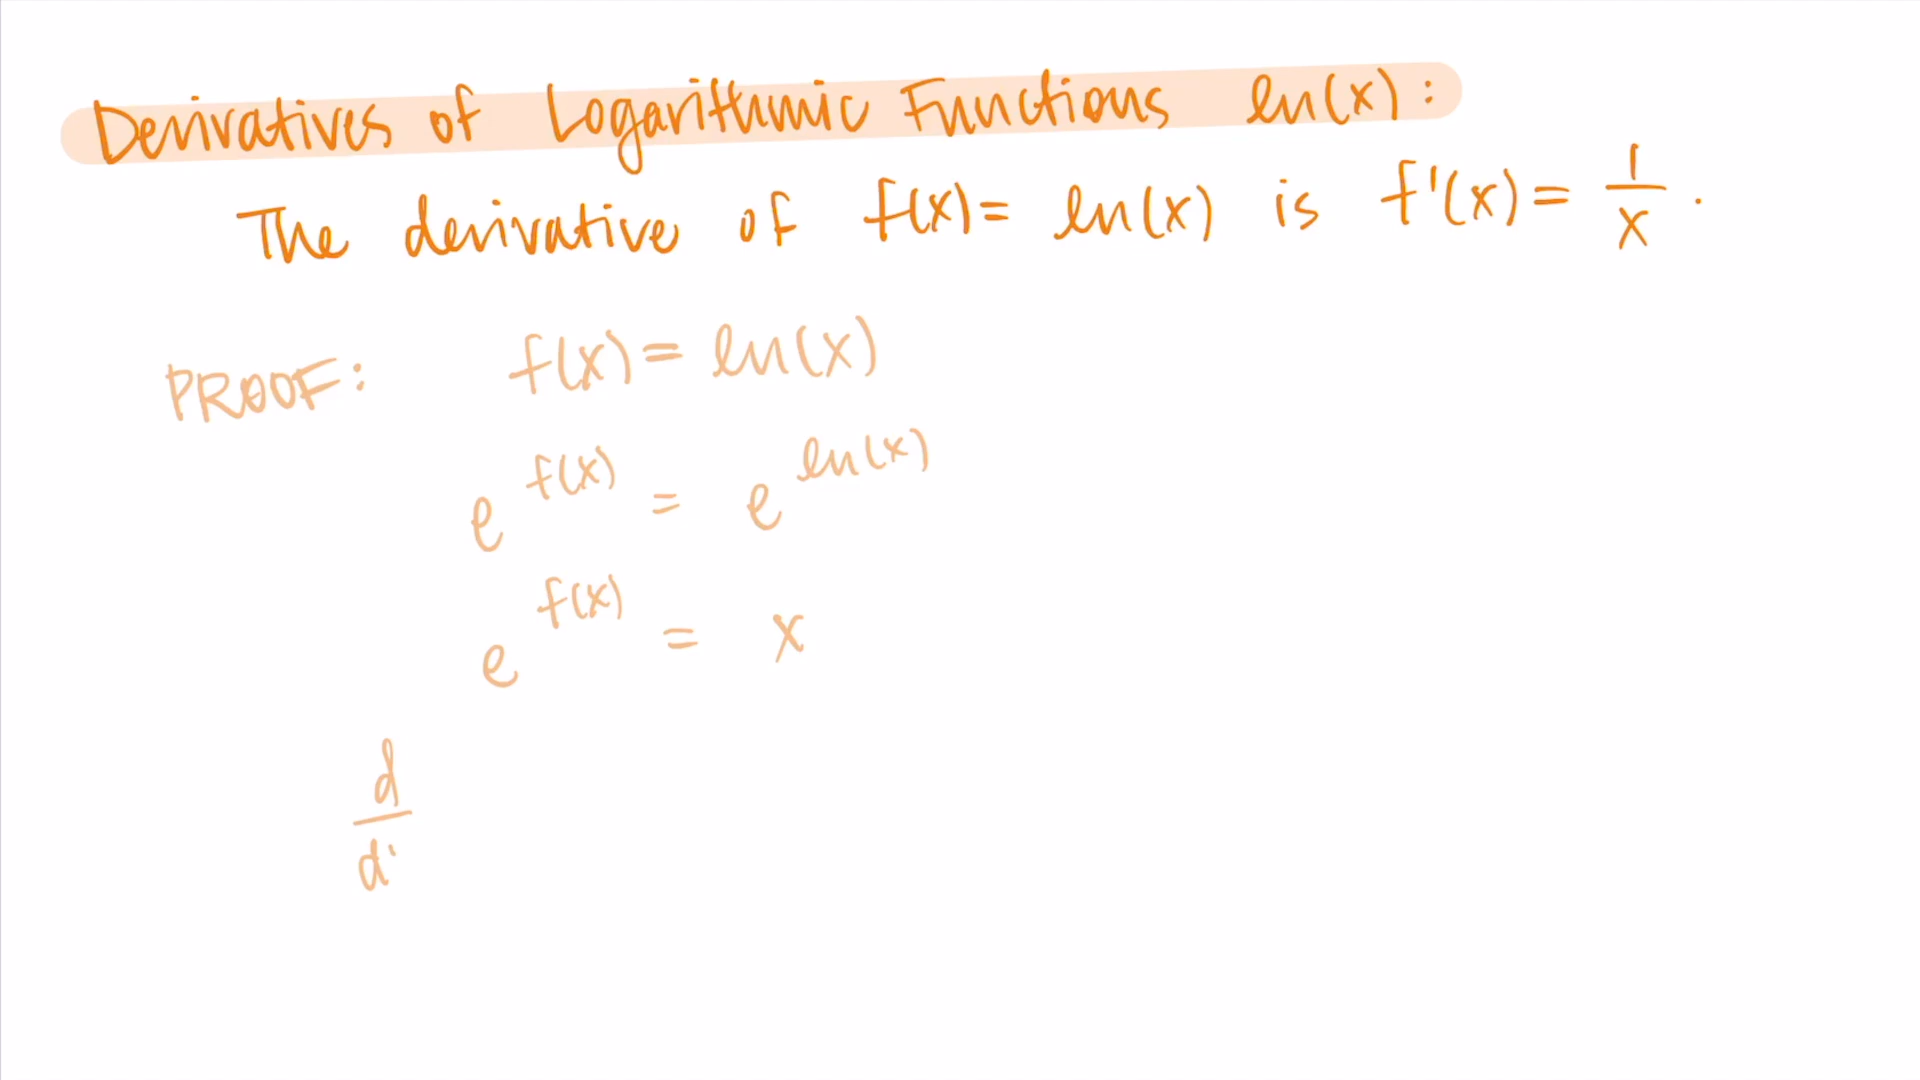 Derivatives of Logarithmic Functions ln(x):
The derivative of f(x) = ln(x) is f'(x) = 1/x.
PROOF: f(x) = ln(x)
e^f(x) = e^ln(x)
e^f(x) = x
d/d